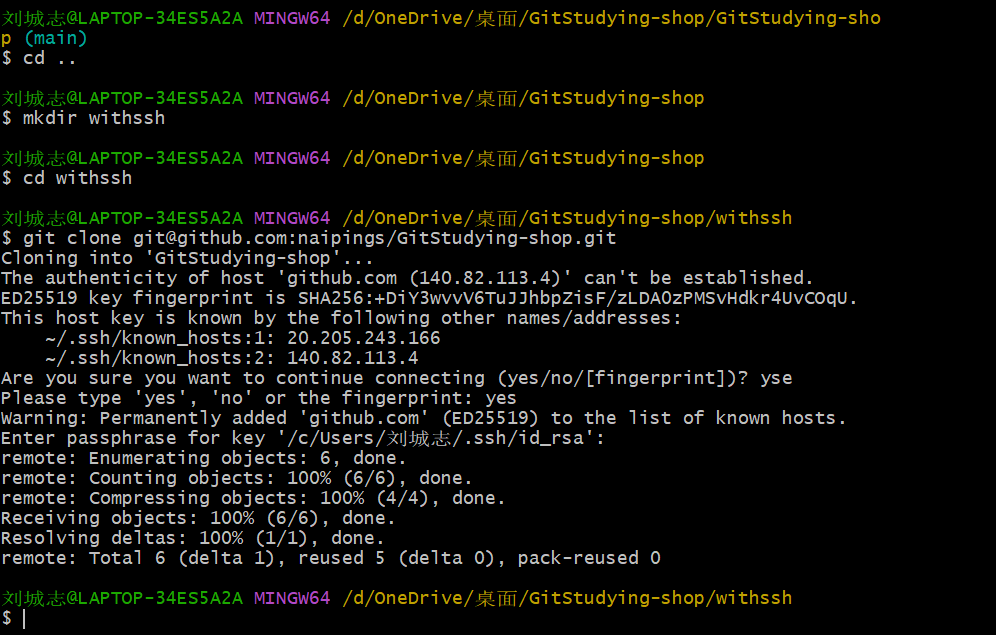 刘城志@LAPTOP-34ES5A2A MINGW64 /d/OneDrive/桌面/GitStudying-shop/GitStudying-sho
p (main)
$ cd ..
刘城志@LAPTOP-34ES5A2A MINGW64 /d/OneDrive/桌面/GitStudying-shop
$ mkdir withssh
刘城志@LAPTOP-34ES5A2A MINGW64 /d/OneDrive/桌面/GitStudying-shop
$ cd withssh
刘城志@LAPTOP-34ES5A2A MINGW64 /d/OneDrive/桌面/GitStudying-shop/withssh
$ git clone git@github.com:naipings/GitStudying-shop.git
Cloning into 'GitStudying-shop'...
The authenticity of host 'github.com (140.82.113.4)' can't be established.
ED25519 key fingerprint is SHA256:+DiY3wvvV6TuJJhbpZisF/zLDA0zPMSvHdkr4UvCOqU.
This host key is known by the following other names/addresses:
    ~/.ssh/known_hosts:1: 20.205.243.166
    ~/.ssh/known_hosts:2: 140.82.113.4
Are you sure you want to continue connecting (yes/no/[fingerprint])? yse
Please type 'yes', 'no' or the fingerprint: yes
Warning: Permanently added 'github.com' (ED25519) to the list of known hosts.
Enter passphrase for key '/c/Users/刘城志/.ssh/id_rsa':
remote: Enumerating objects: 6, done.
remote: Counting objects: 100% (6/6), done.
remote: Compressing objects: 100% (4/4), done.
Receiving objects: 100% (6/6), done.
Resolving deltas: 100% (1/1), done.
remote: Total 6 (delta 1), reused 5 (delta 0), pack-reused 0
刘城志@LAPTOP-34ES5A2A MINGW64 /d/OneDrive/桌面/GitStudying-shop/withssh
$